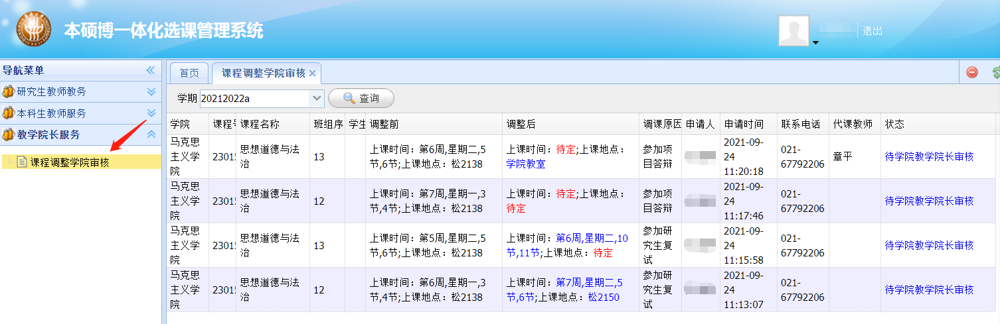 本硕博一体化选课管理系统
退出
导航菜单
研究生教师教务
本科生教师服务
教学院长服务
课程调整学院审核
首页 课程调整学院审核
学期 20212022a 查询
学院 课程号 课程名称 班组序 学生 调整前 调整后 调课原因 申请人 申请时间 联系电话 代课教师 状态
马克思
主义学
院
23015
思想道德与法
治
13
上课时间：第6周,星期二,5
节,6节;上课地点：松2138
上课时间：待定;上课地点：
学院教室
参加项
目答辩
2021-09-
24
11:20:18
021-
67792206
章平
待学院教学院长审核
马克思
主义学
院
23015
思想道德与法
治
12
上课时间：第7周,星期一,3
节,4节;上课地点：松2138
上课时间：待定;上课地点：
待定
参加项
目答辩
2021-09-
24
11:17:46
021-
67792206
待学院教学院长审核
马克思
主义学
院
23015
思想道德与法
治
13
上课时间：第5周,星期二,5
节,6节;上课地点：松2138
上课时间：第6周,星期二,10
节,11节;上课地点：待定
参加研
究生复
试
2021-09-
24
11:15:58
021-
67792206
待学院教学院长审核
马克思
主义学
院
23015
思想道德与法
治
12
上课时间：第6周,星期一,3
节,4节;上课地点：松2138
上课时间：第7周,星期二,5
节,6节;上课地点：松2150
参加研
究生复
试
2021-09-
24
11:13:07
021-
67792206
待学院教学院长审核